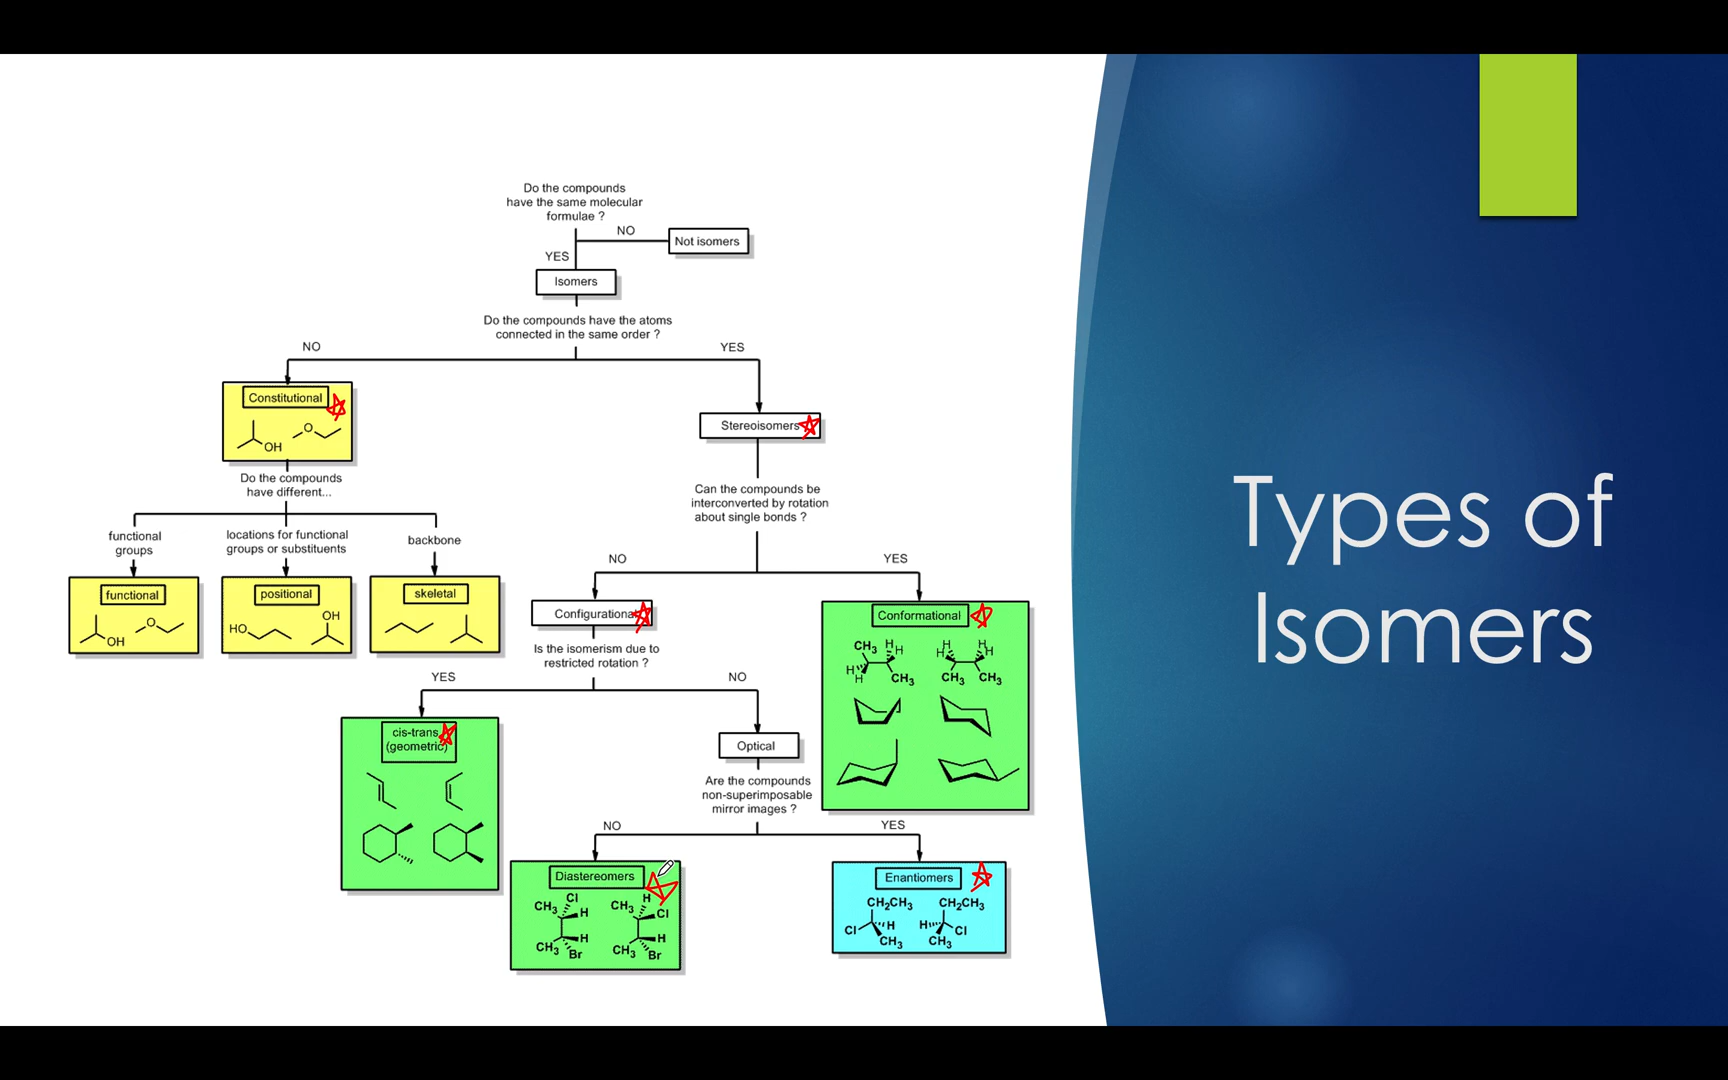 Do the compounds
have the same molecular
formulae ?
NO
Not isomers
YES
Isomers
Do the compounds have the atoms
connected in the same order ?
NO
YES
Constitutional
OH
O
Stereoisomers
Do the compounds
have different...
Can the compounds be
interconverted by rotation
about single bonds ?
functional
groups
locations for functional
groups or substituents
backbone
NO
YES
functional
OH
O
positional
HO
OH
skeletal
Configurational
Conformational
CH3 H H
H H CH3
H H H H
CH3 CH3
Is the isomerism due to
restricted rotation ?
YES
NO
cis-trans
(geometric)
Optical
Are the compounds
non-superimposable
mirror images ?
NO
YES
Diastereomers
CH3 Cl H
CH3 H Br
CH3 H Cl
CH3 H Br
Enantiomers
CH2CH3
Cl H
CH3
CH2CH3
H Cl
CH3
Types of
Isomers